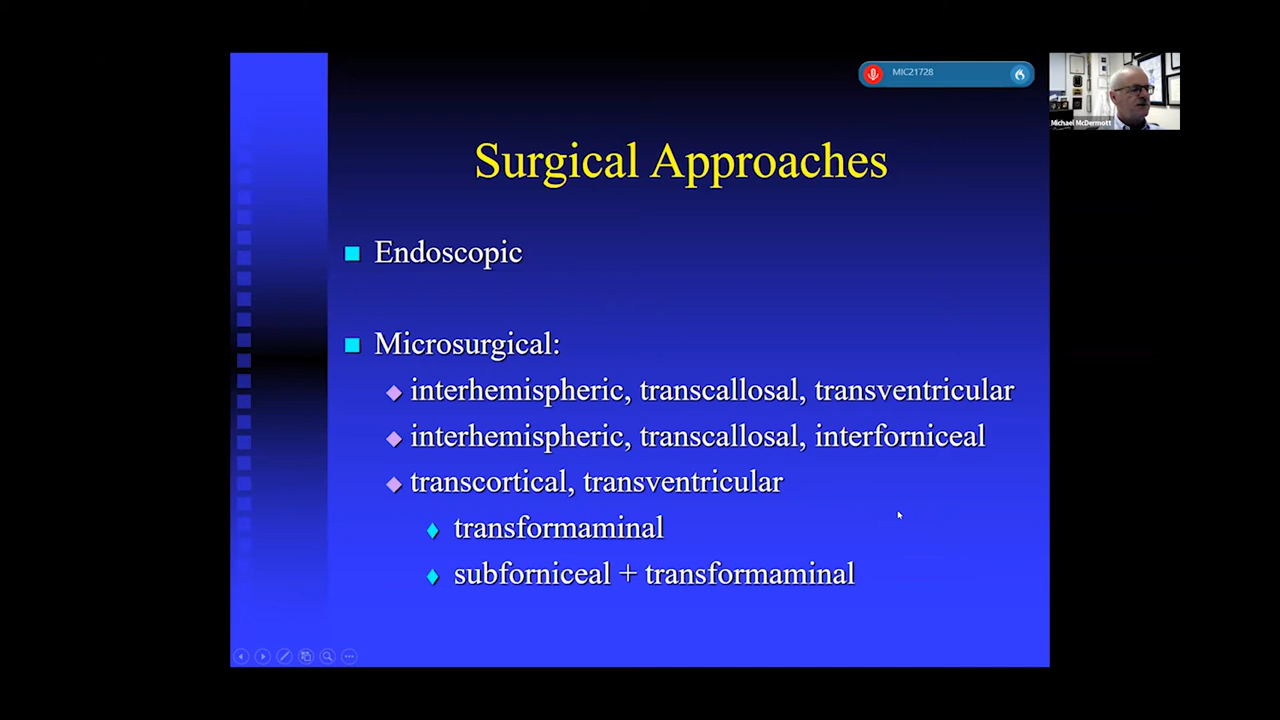 MIC21728
Michael McDermott
Surgical Approaches
Endoscopic
Microsurgical:
interhemispheric, transcallosal, transventricular
interhemispheric, transcallosal, interforniceal
transcortical, transventricular
transformaminal
subforniceal + transformaminal